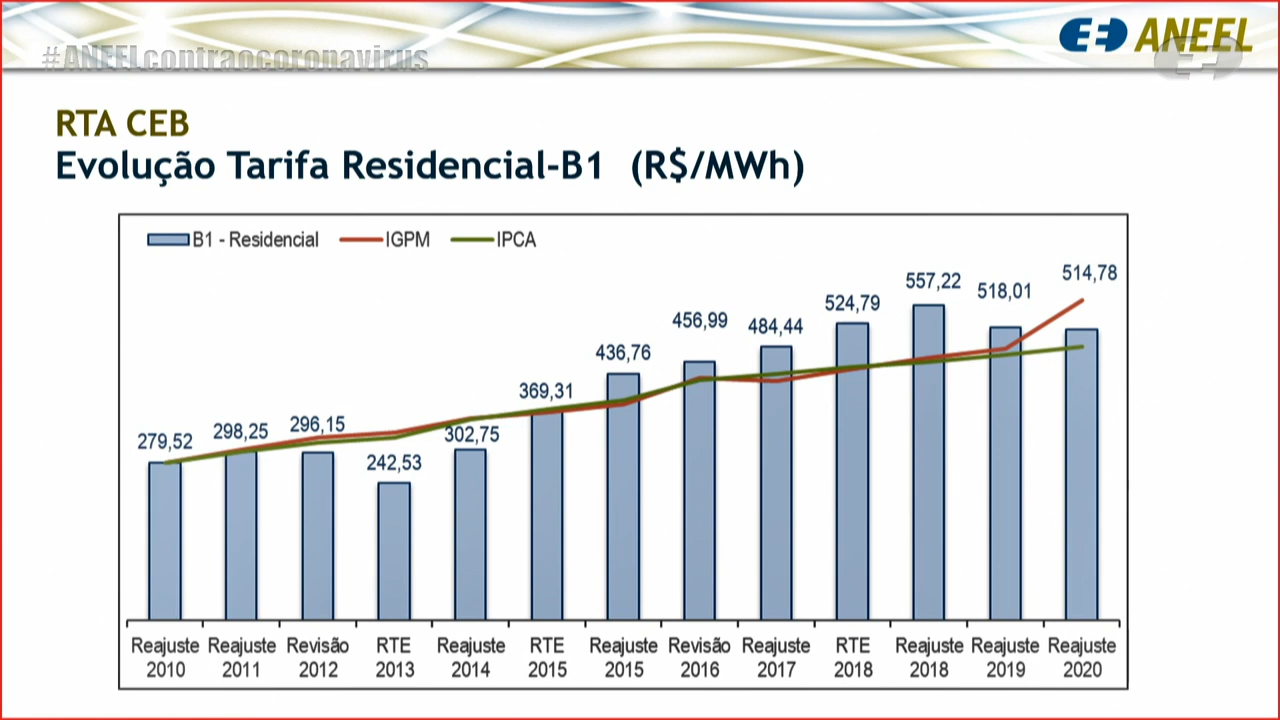 #ANEELcontraocoronavirus
ANEEL
RTA CEB
Evolução Tarifa Residencial-B1 (R$/MWh)
B1 - Residencial IGPM IPCA
279,52 298,25 296,15 242,53 302,75 369,31 436,76 456,99 484,44 524,79 557,22 518,01 514,78
Reajuste Reajuste Revisão RTE Reajuste RTE Reajuste Revisão Reajuste RTE Reajuste Reajuste Reajuste
2010 2011 2012 2013 2014 2015 2015 2016 2017 2018 2018 2019 2020